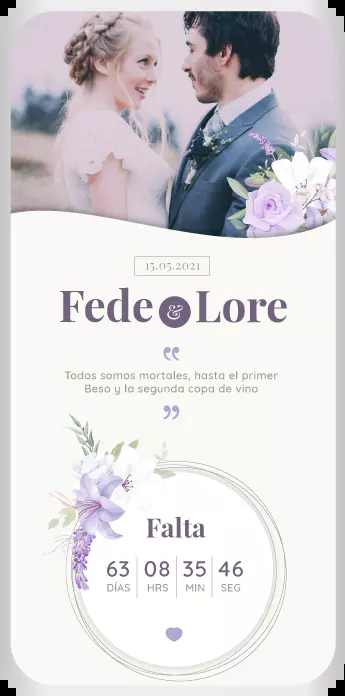 15.05.2021
Fede & Lore
“
Todos somos mortales, hasta el primer
Beso y la segunda copa de vino
”
Falta
63 08 35 46
DÍAS HRS MIN SEG